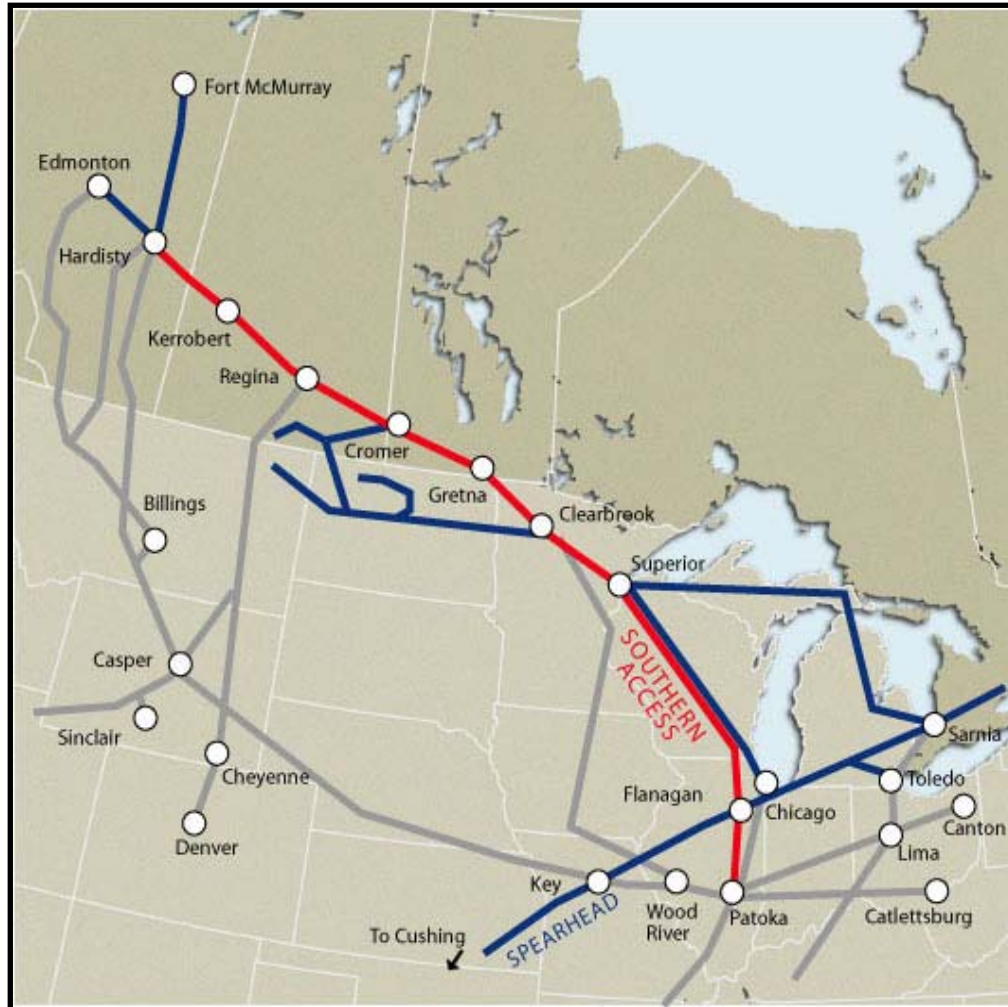 Fort McMurray
Edmonton
Hardisty
Kerrobert
Regina
Cromer
Gretna
Billings
Clearbrook
Superior
SOUTHERN
ACCESS
Casper
Sinclair
Sarnia
Cheyenne
Toledo
Flanagan
Chicago
Canton
Denver
Lima
Key
Wood
River
Patoka
Catlettsburg
SPEARHEAD
To Cushing